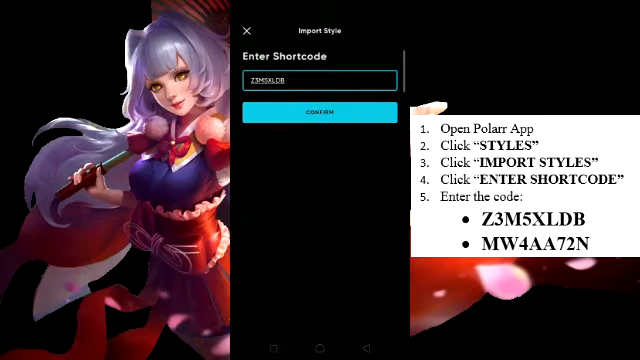 Import Style
Enter Shortcode
Z3M5XLDB
CONFIRM
1. Open Polarr App
2. Click “STYLES”
3. Click “IMPORT STYLES”
4. Click “ENTER SHORTCODE”
5. Enter the code:
• Z3M5XLDB
• MW4AA72N